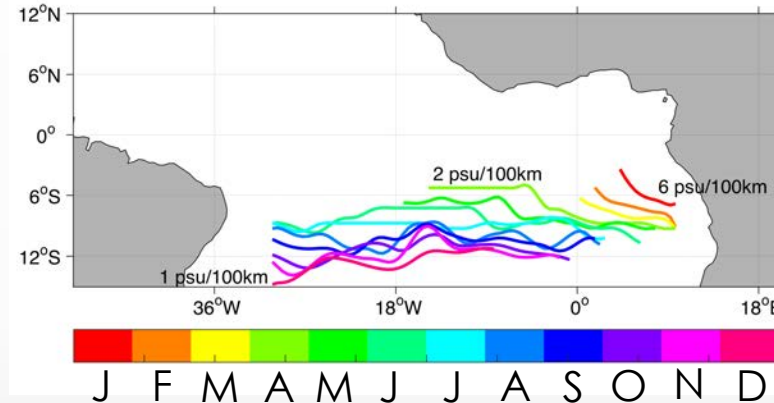 12°N
6°N
0°
6°S
12°S
2 psu/100km
6 psu/100km
1 psu/100km
36°W 18°W 0° 18°E
J F M A M J J A S O N D